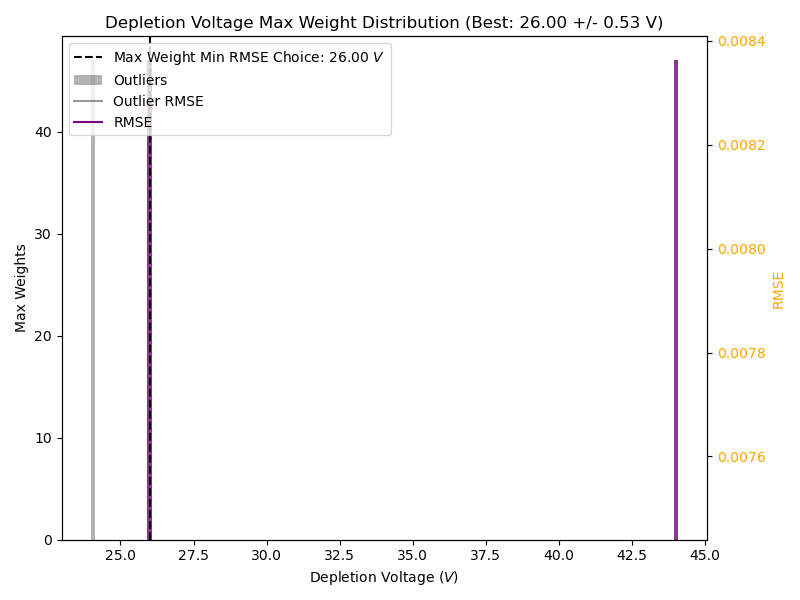 Depletion Voltage Max Weight Distribution (Best: 26.00 +/- 0.53 V)
Max Weight Min RMSE Choice: 26.00 V
Outliers
Outlier RMSE
RMSE
Max Weights
40
30
20
10
0
0.0084
0.0082
0.0080
0.0078
0.0076
RMSE
25.0 27.5 30.0 32.5 35.0 37.5 40.0 42.5 45.0
Depletion Voltage (V)